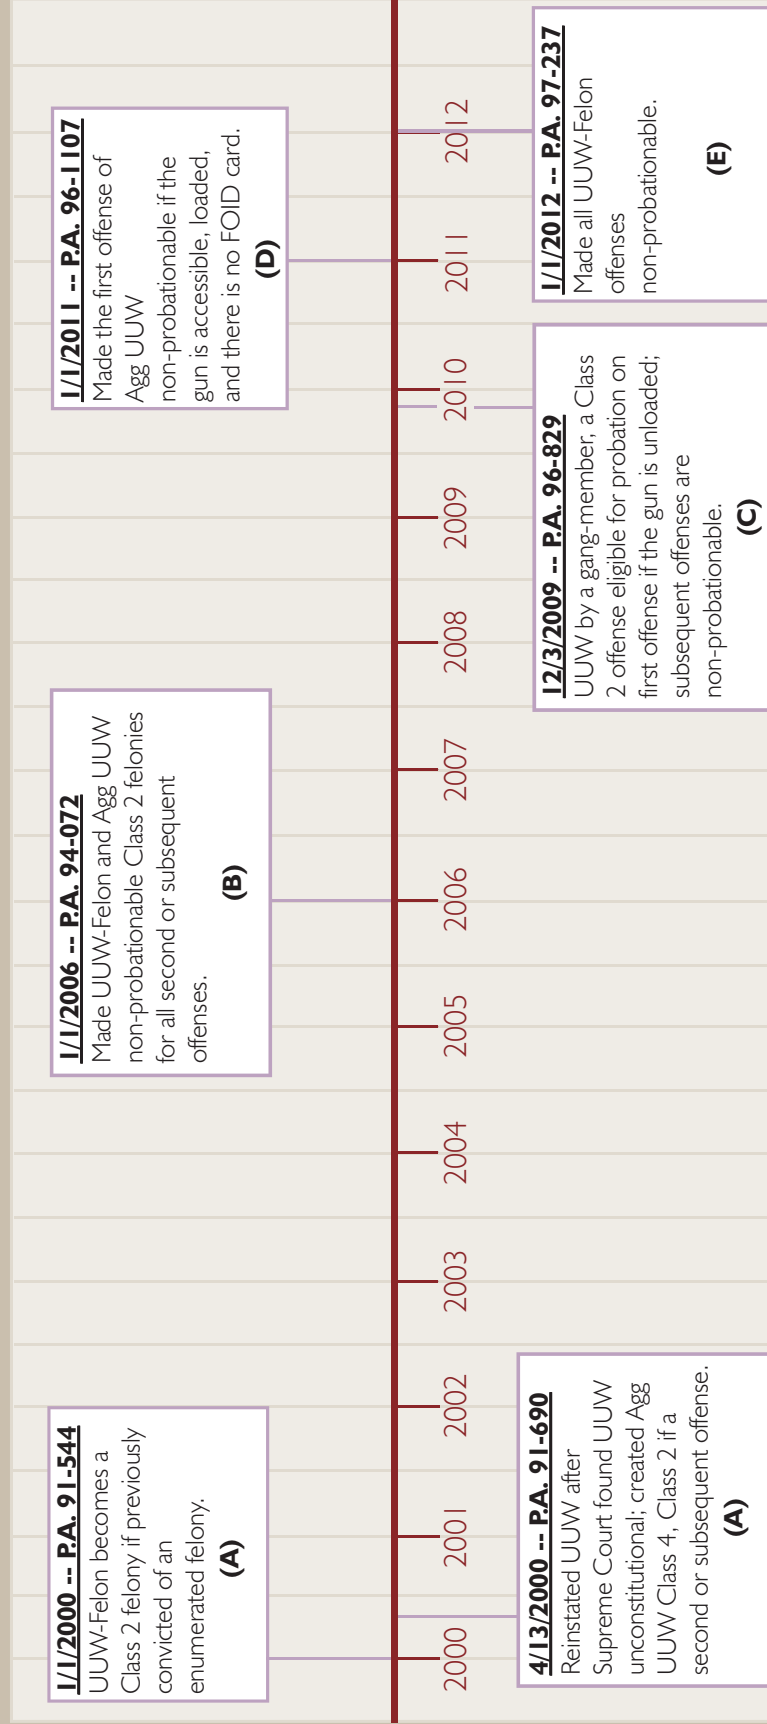 1/1/2000 -- P.A. 91-544
UUW-Felon becomes a
Class 2 felony if previously
convicted of an
enumerated felony.
(A)
1/1/2006 -- P.A. 94-072
Made UUW-Felon and Agg UUW
non-probationable Class 2 felonies
for all second or subsequent
offenses.
(B)
1/1/2011 -- P.A. 96-1107
Made the first offense of
Agg UUW
non-probationable if the
gun is accessible, loaded,
and there is no FOID card.
(D)
2000
2001
2002
2003
2004
2005
2006
2007
2008
2009
2010
2011
2012
4/13/2000 -- P.A. 91-690
Reinstated UUW after
Supreme Court found UUW
unconstitutional; created Agg
UUW Class 4, Class 2 if a
second or subsequent offense.
(A)
12/3/2009 -- P.A. 96-829
UUW by a gang-member, a Class
2 offense eligible for probation on
first offense if the gun is unloaded;
subsequent offenses are
non-probationable.
(C)
1/1/2012 -- P.A. 97-237
Made all UUW-Felon
offenses
non-probationable.
(E)